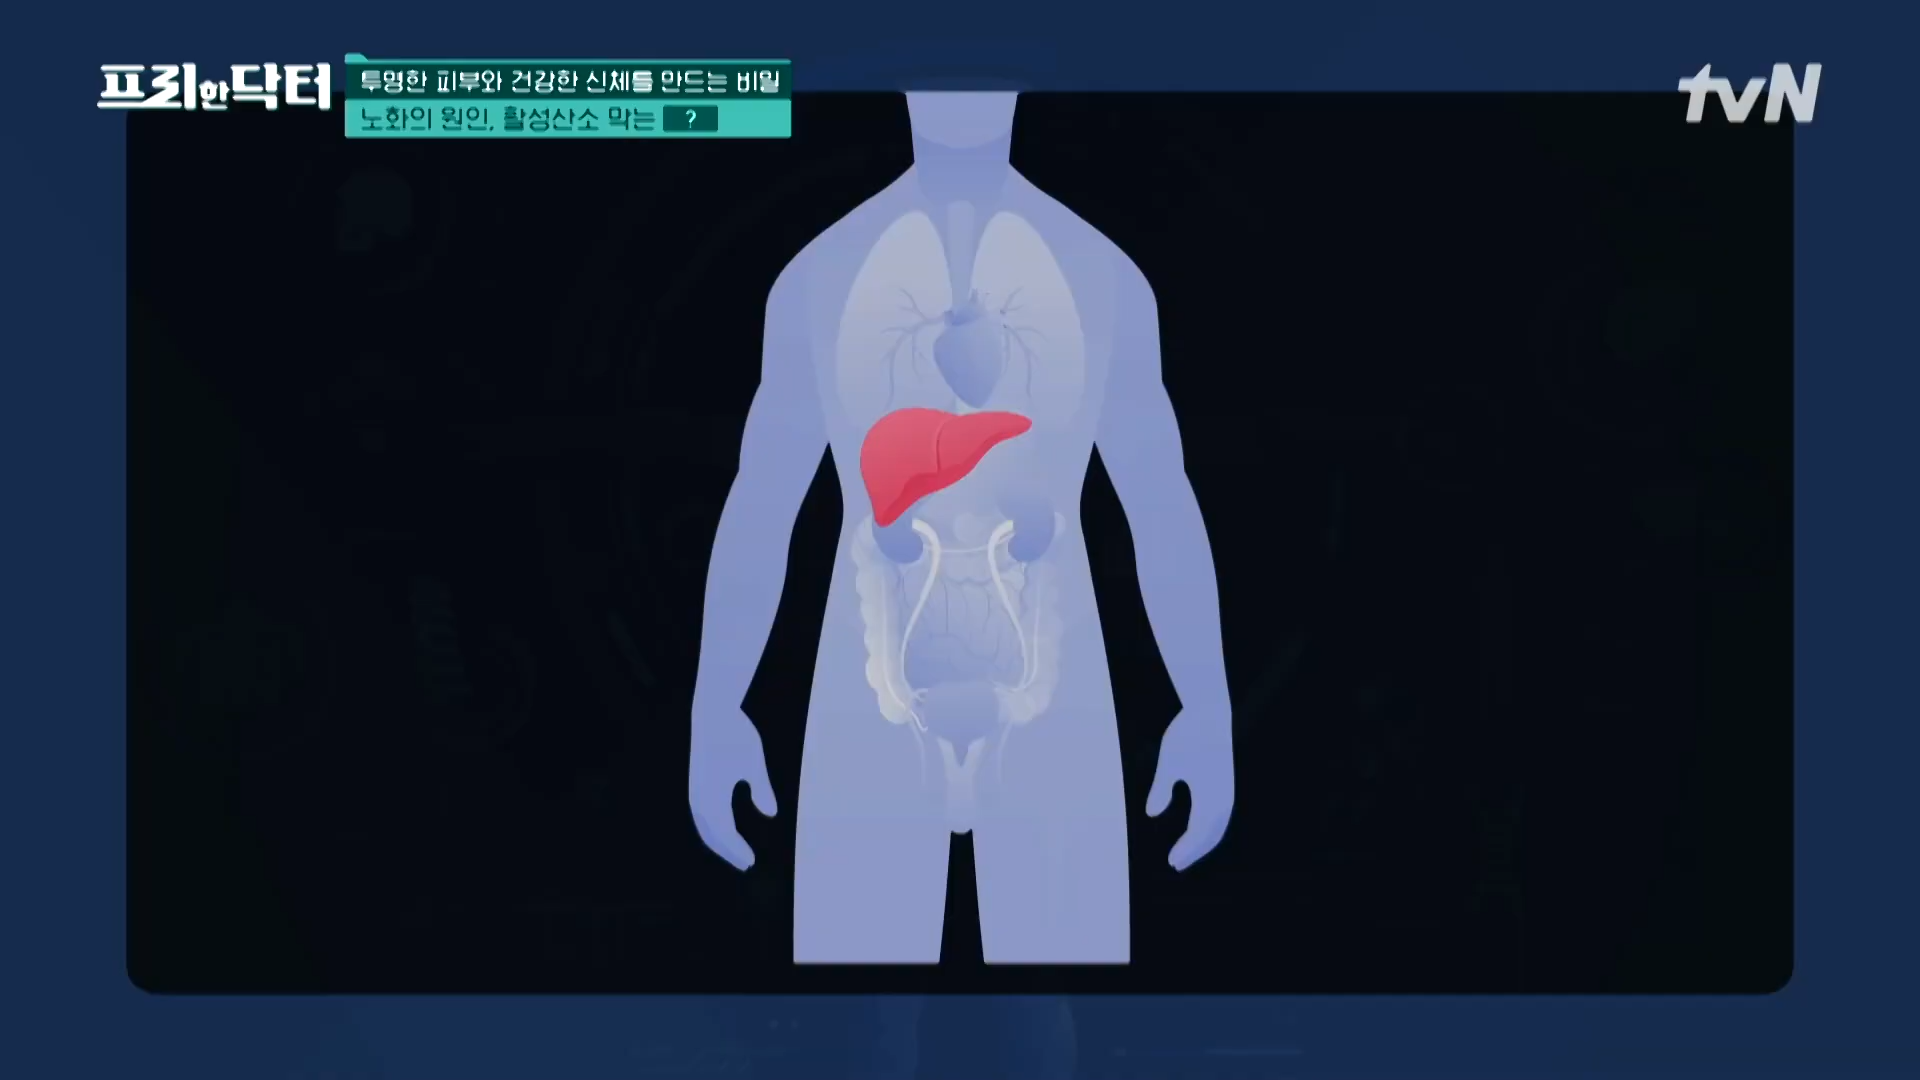 프리한닥터
투명한 피부와 건강한 신체를 만드는 비밀
노화의 원인, 활성산소 막는 ?
tvN